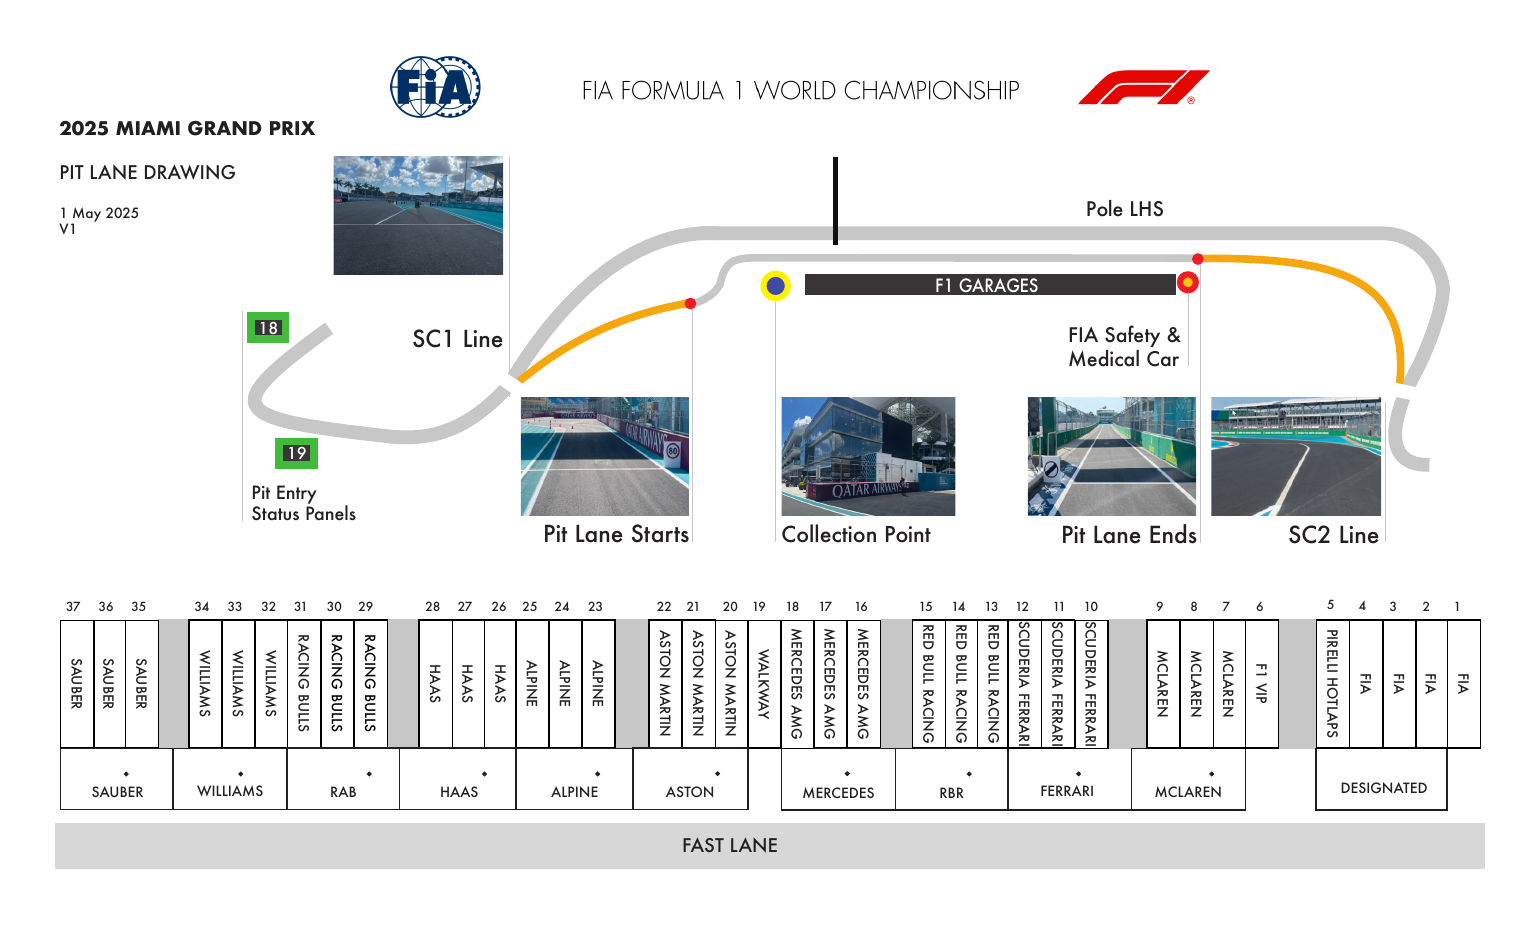 FiA
FIA FORMULA 1 WORLD CHAMPIONSHIP
F1
®
2025 MIAMI GRAND PRIX
PIT LANE DRAWING
1 May 2025
V1
Pole LHS
F1 GARAGES
18
SC1 Line
FIA Safety &
Medical Car
19
Pit Entry
Status Panels
QATAR AIRWAYS
80
QATAR AIRWAYS
Pit Lane Starts
Collection Point
Pit Lane Ends
SC2 Line
37 36 35 34 33 32 31 30 29 28 27 26 25 24 23 22 21 20 19 18 17 16 15 14 13 12 11 10 9 8 7 6 5 4 3 2 1
SAUBER SAUBER SAUBER WILLIAMS WILLIAMS WILLIAMS RACING BULLS RACING BULLS RACING BULLS HAAS HAAS HAAS ALPINE ALPINE ALPINE ASTON MARTIN ASTON MARTIN ASTON MARTIN WALKWAY MERCEDES AMG MERCEDES AMG MERCEDES AMG RED BULL RACING RED BULL RACING RED BULL RACING SCUDERIA FERRARI SCUDERIA FERRARI SCUDERIA FERRARI MCLAREN MCLAREN MCLAREN F1 VIP PIRELLI HOTLAPS FIA FIA FIA FIA
SAUBER WILLIAMS RAB HAAS ALPINE ASTON MERCEDES RBR FERRARI MCLAREN DESIGNATED
FAST LANE